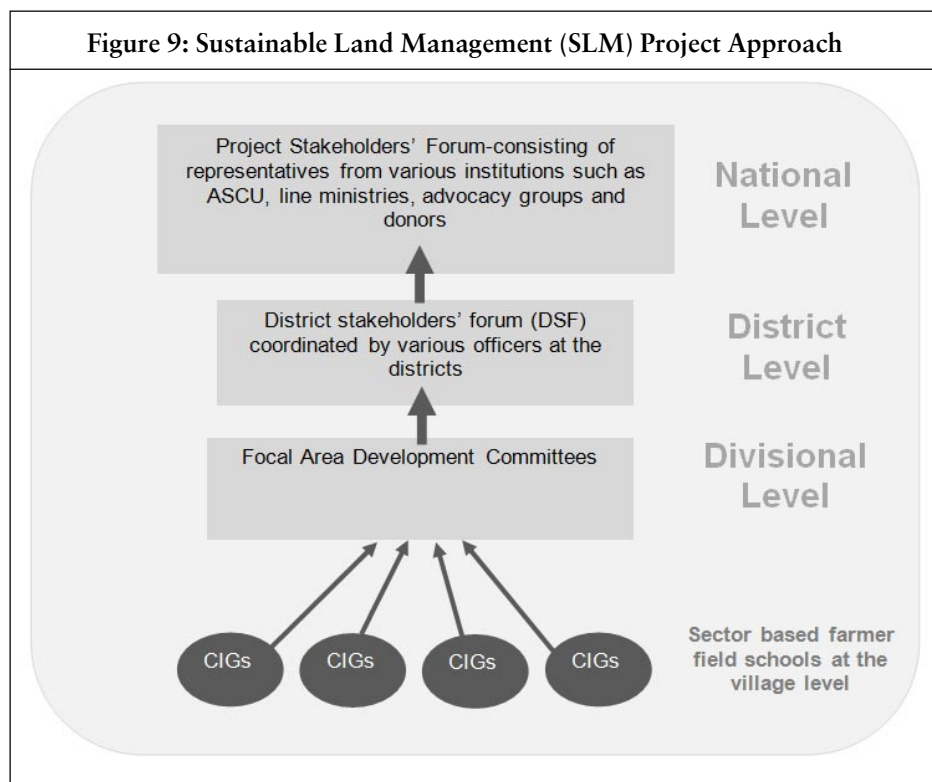 Figure 9: Sustainable Land Management (SLM) Project Approach
Project Stakeholders’ Forum-consisting of
representatives from various institutions such as
ASCU, line ministries, advocacy groups and
donors
National
Level
District stakeholders’ forum (DSF)
coordinated by various officers at the
districts
District
Level
Focal Area Development Committees
Divisional
Level
CIGs
CIGs
CIGs
CIGs
Sector based farmer
field schools at the
village level